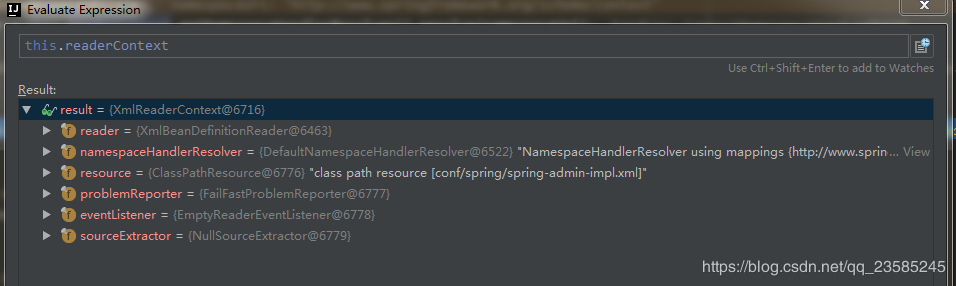 Evaluate Expression
this.readerContext
Use Ctrl+Shift+Enter to add to Watches
Result:
result = {XmlReaderContext@6716}
reader = {XmlBeanDefinitionReader@6463}
namespaceHandlerResolver = {DefaultNamespaceHandlerResolver@6522} "NamespaceHandlerResolver using mappings {http://www.sprin ... View
resource = {ClassPathResource@6776} "class path resource [conf/spring/spring-admin-impl.xml]"
problemReporter = {FailFastProblemReporter@6777}
eventListener = {EmptyReaderEventListener@6778}
sourceExtractor = {NullSourceExtractor@6779}
https://blog.csdn.net/qq_23585245